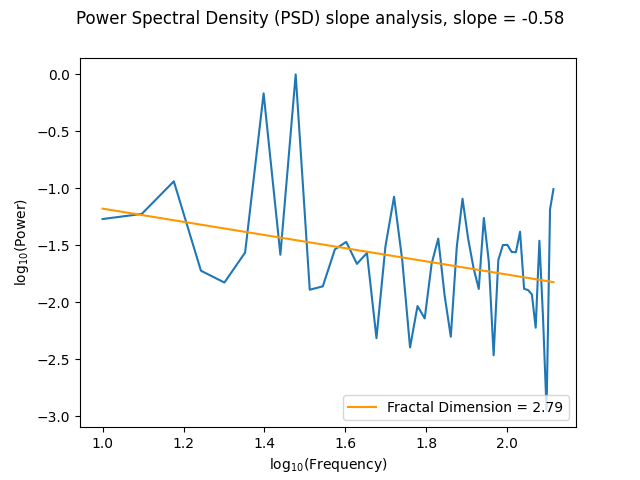 Power Spectral Density (PSD) slope analysis, slope = -0.58
0.0
−0.5
−1.0
−1.5
−2.0
−2.5
−3.0
log₁₀(Power)
Fractal Dimension = 2.79
1.0 1.2 1.4 1.6 1.8 2.0
log₁₀(Frequency)